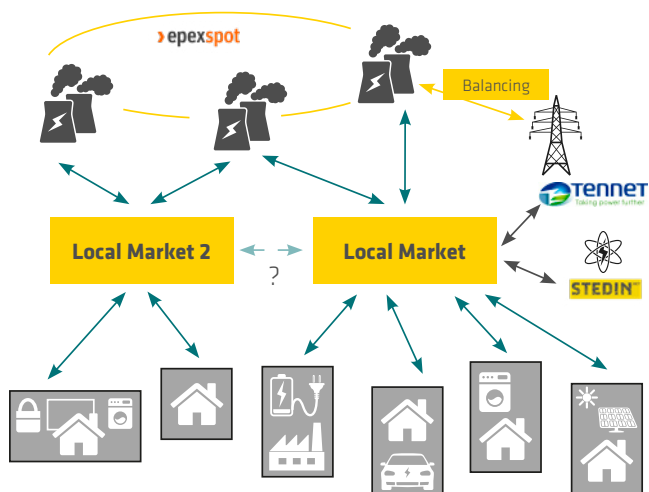 epexspot
Balancing
TENNET
Taking power further
Local Market 2
?
Local Market
STEDIN